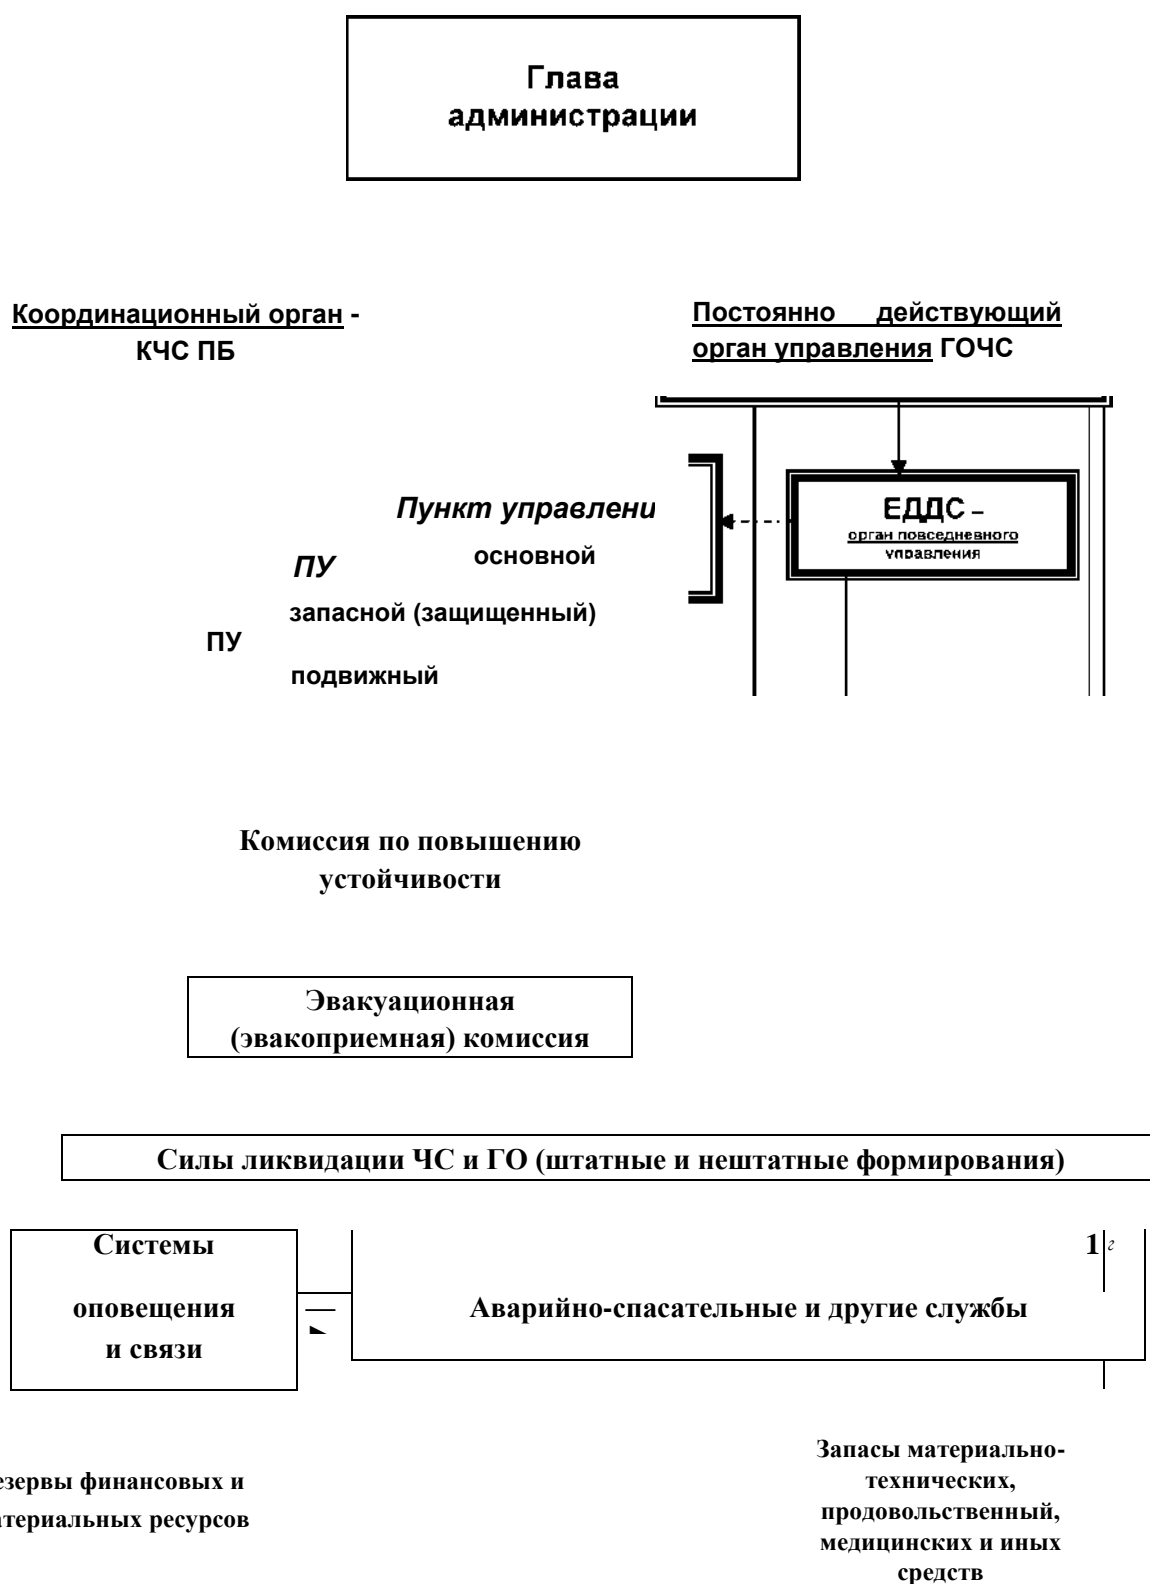 Глава
администрации
Координационный орган -
КЧС ПБ
Постоянно действующий
орган управления ГОЧС
ЕДДС –
орган повседневного
управления
Пункт управлени
основной
ПУ
запасной (защищенный)
ПУ
подвижный
Комиссия по повышению
устойчивости
Эвакуационная
(эвакоприемная) комиссия
Силы ликвидации ЧС и ГО (штатные и нештатные формирования)
Системы
оповещения
и связи
1 г
Аварийно-спасательные и другие службы
езервы финансовых и
атериальных ресурсов
Запасы материально-
технических,
продовольственный,
медицинских и иных
средств